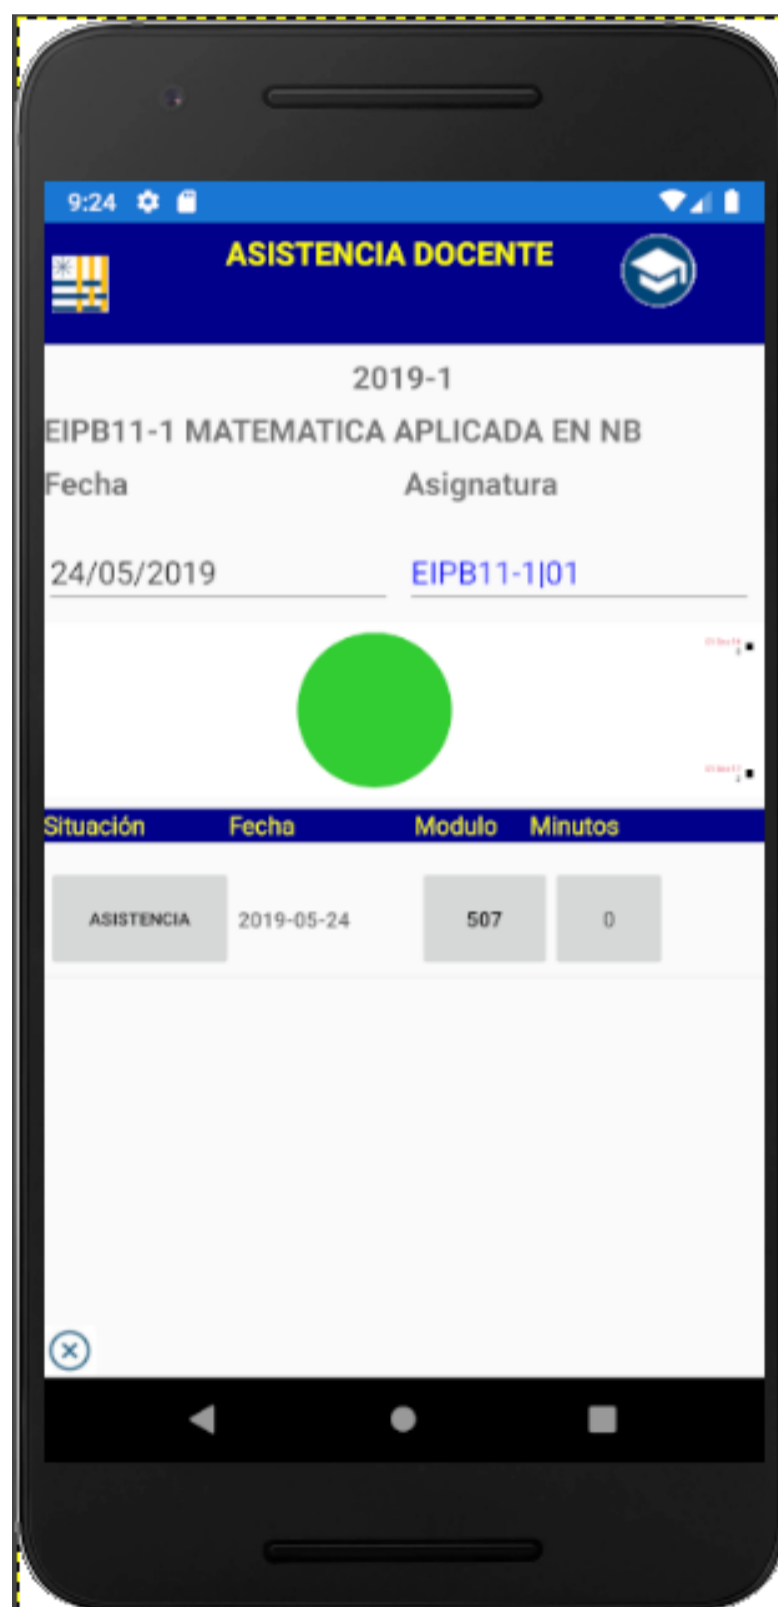 9:24
ASISTENCIA DOCENTE
2019-1
EIPB11-1 MATEMATICA APLICADA EN NB
Fecha Asignatura
24/05/2019 EIPB11-1|01
Situación Fecha Modulo Minutos
ASISTENCIA 2019-05-24 507 0